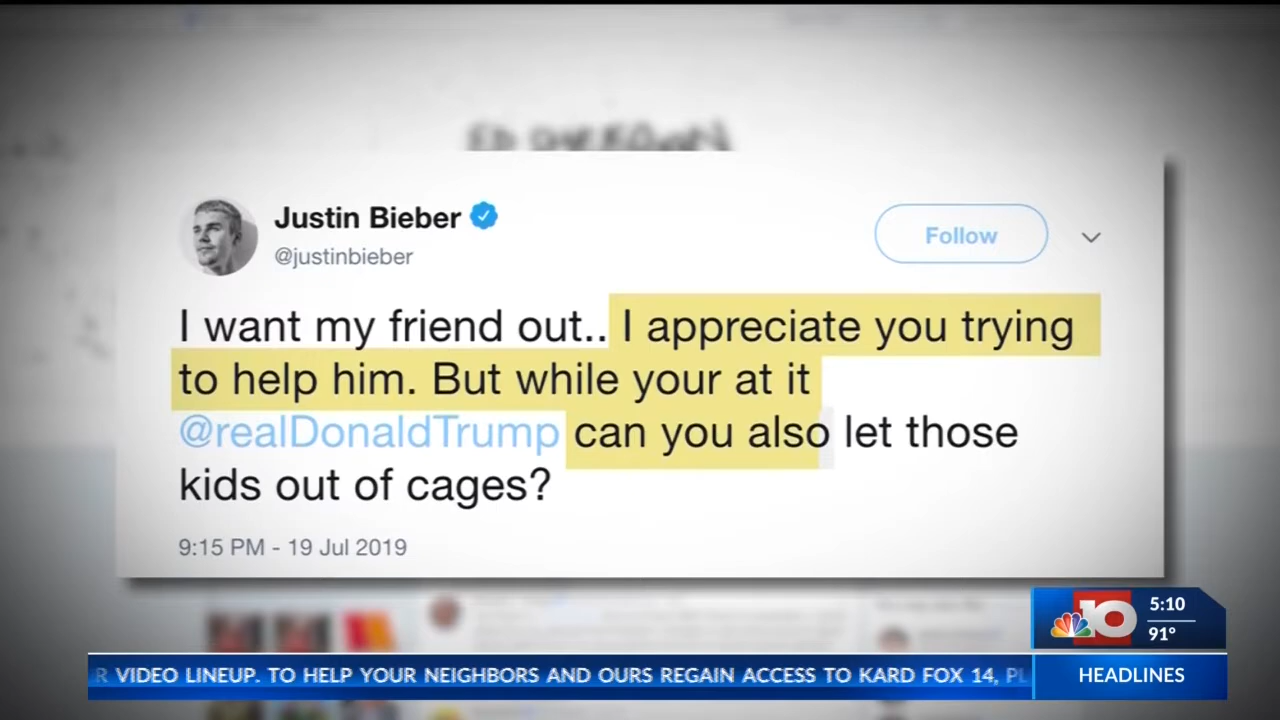 Justin Bieber
@justinbieber
Follow
I want my friend out.. I appreciate you trying
to help him. But while your at it
@realDonaldTrump can you also let those
kids out of cages?
9:15 PM - 19 Jul 2019
10
5:10
91°
R VIDEO LINEUP. TO HELP YOUR NEIGHBORS AND OURS REGAIN ACCESS TO KARD FOX 14, PL
HEADLINES